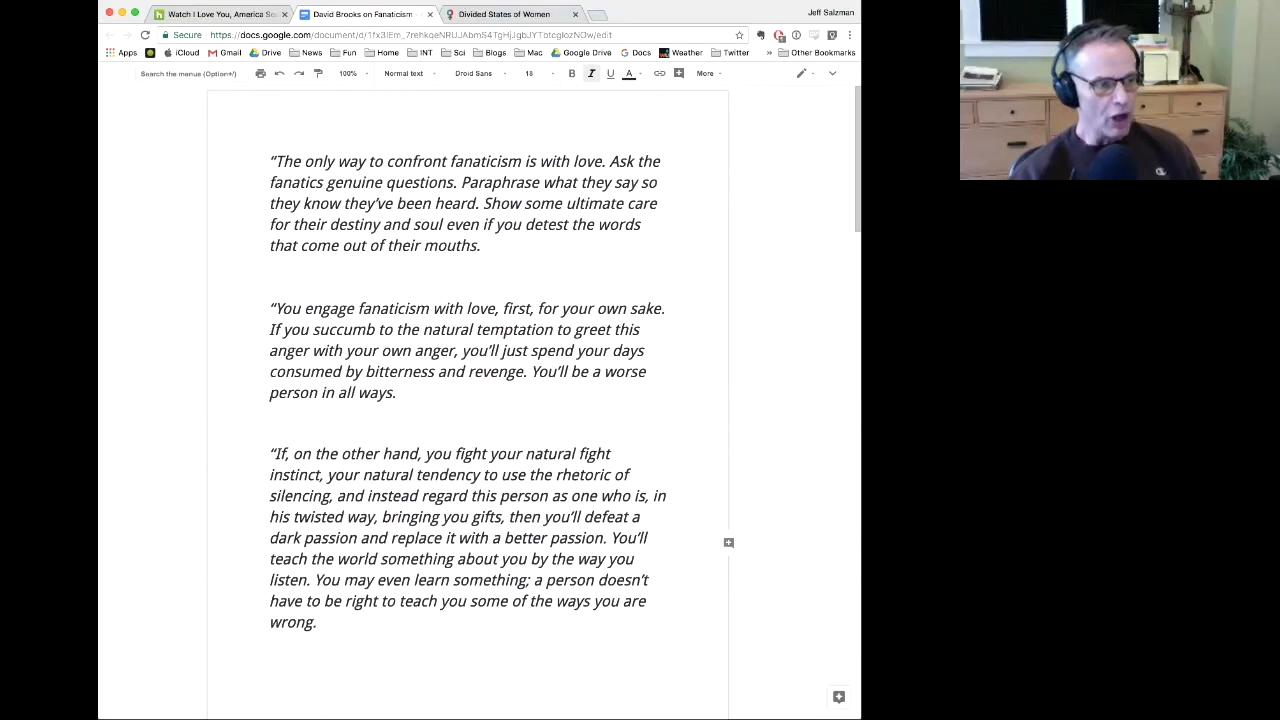 Watch I Love You, America Se
David Brooks on Fanaticism -
Divided States of Women
Jeff Salzman
Secure
Apps
iCloud
Gmail
Drive
News
Fun
Home
INT
Sci
Blogs
Mac
Google Drive
Docs
Weather
Twitter
»
Other Bookmarks
Search the menus (Option+/)
100%
Normal text
Droid Sans
18
B
I
U
A
More
“The only way to confront fanaticism is with love. Ask the
fanatics genuine questions. Paraphrase what they say so
they know they’ve been heard. Show some ultimate care
for their destiny and soul even if you detest the words
that come out of their mouths.
“You engage fanaticism with love, first, for your own sake.
If you succumb to the natural temptation to greet this
anger with your own anger, you’ll just spend your days
consumed by bitterness and revenge. You’ll be a worse
person in all ways.
“If, on the other hand, you fight your natural fight
instinct, your natural tendency to use the rhetoric of
silencing, and instead regard this person as one who is, in
his twisted way, bringing you gifts, then you’ll defeat a
dark passion and replace it with a better passion. You’ll
teach the world something about you by the way you
listen. You may even learn something; a person doesn’t
have to be right to teach you some of the ways you are
wrong.